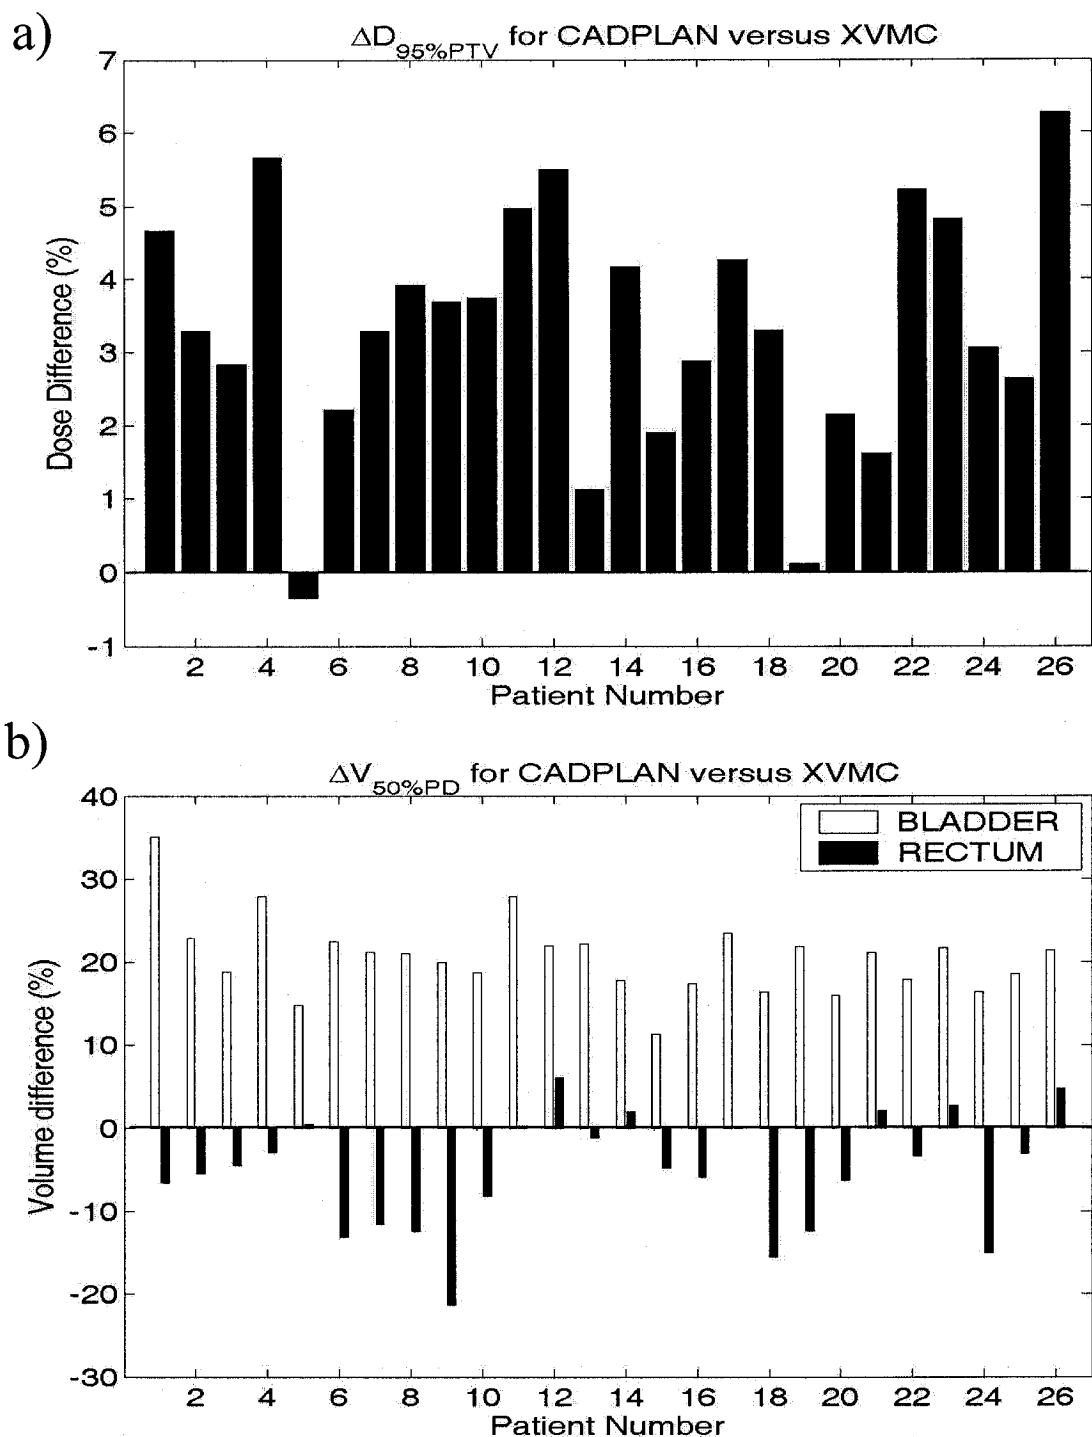 a)
ΔD95%PTV for CADPLAN versus XVMC
7
6
5
4
3
2
1
0
-1
Dose Difference (%)
2 4 6 8 10 12 14 16 18 20 22 24 26
Patient Number
b)
ΔV50%PD for CADPLAN versus XVMC
BLADDER
RECTUM
40
30
20
10
0
-10
-20
-30
Volume difference (%)
2 4 6 8 10 12 14 16 18 20 22 24 26
Patient Number